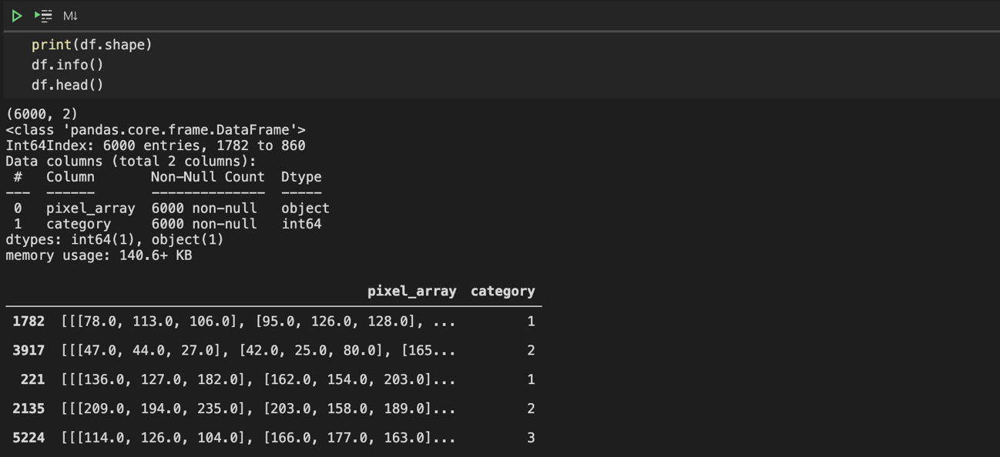 M↓
print(df.shape)
df.info()
df.head()
(6000, 2)
<class 'pandas.core.frame.DataFrame'>
Int64Index: 6000 entries, 1782 to 860
Data columns (total 2 columns):
 #   Column       Non-Null Count  Dtype
---  ------       --------------  -----
 0   pixel_array  6000 non-null   object
 1   category     6000 non-null   int64
dtypes: int64(1), object(1)
memory usage: 140.6+ KB
pixel_array category
1782 [[[78.0, 113.0, 106.0], [95.0, 126.0, 128.0], ... 1
3917 [[[47.0, 44.0, 27.0], [42.0, 25.0, 80.0], [165... 2
221 [[[136.0, 127.0, 182.0], [162.0, 154.0, 203.0]... 1
2135 [[[209.0, 194.0, 235.0], [203.0, 158.0, 189.0]... 2
5224 [[[114.0, 126.0, 104.0], [166.0, 177.0, 163.0]... 3